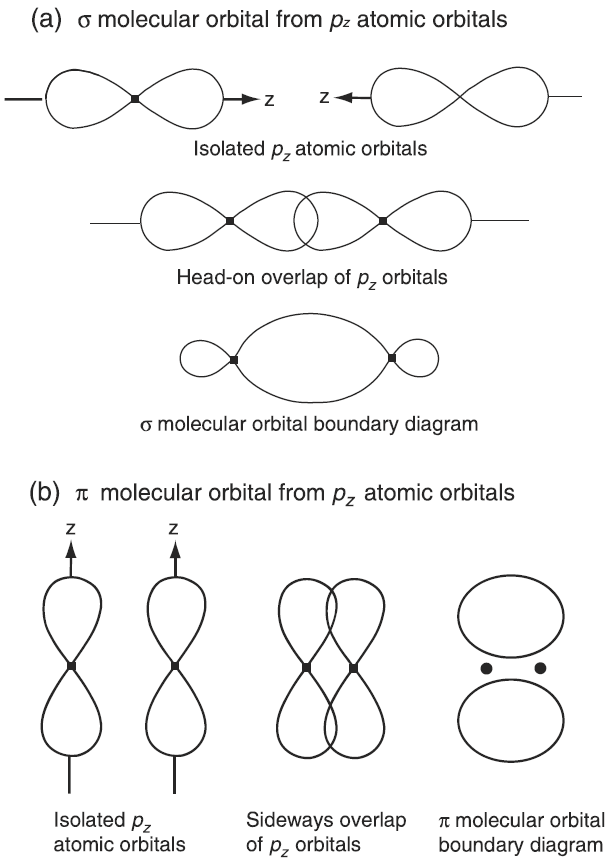 (a) σ molecular orbital from pz atomic orbitals
z z
Isolated pz atomic orbitals
Head-on overlap of pz orbitals
σ molecular orbital boundary diagram
(b) π molecular orbital from pz atomic orbitals
z z
Isolated pz
atomic orbitals
Sideways overlap
of pz orbitals
π molecular orbital
boundary diagram